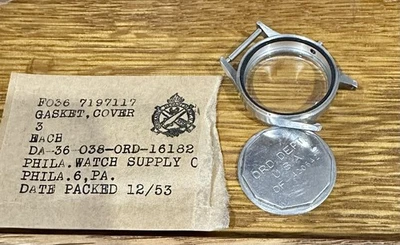 FO36 7197117
GASKET,COVER
3
EACH
DA-36-038-ORD-16182
PHILA.WATCH SUPPLY C
PHILA.6,PA.
DATE PACKED 12/53
ORD. DEPT.
U.S.A.